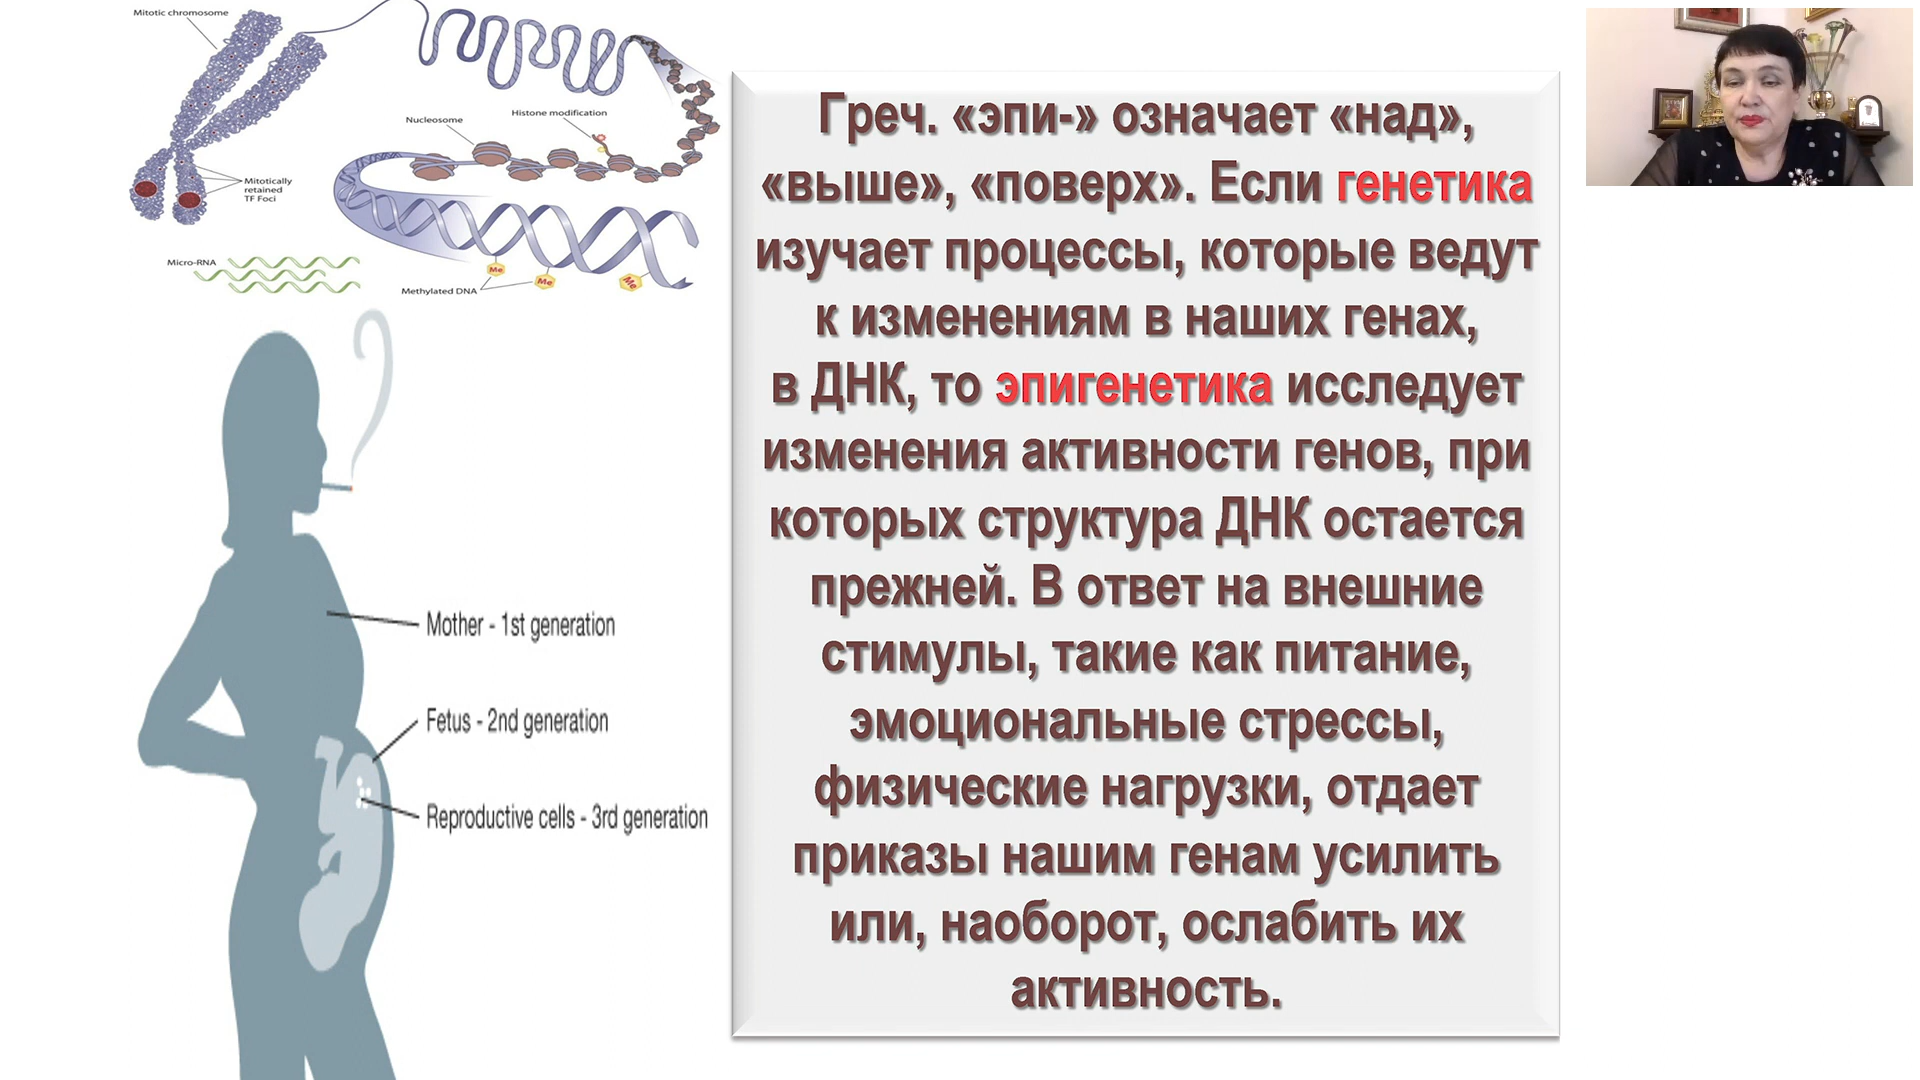 Mitotic chromosome
Nucleosome
Histone modification
Mitotically
retained
TF Foci
Micro-RNA
Methylated DNA
Me
Me
Me
Mother - 1st generation
Fetus - 2nd generation
Reproductive cells - 3rd generation
Греч. «эпи-» означает «над»,
«выше», «поверх». Если генетика
изучает процессы, которые ведут
к изменениям в наших генах,
в ДНК, то эпигенетика исследует
изменения активности генов, при
которых структура ДНК остается
прежней. В ответ на внешние
стимулы, такие как питание,
эмоциональные стрессы,
физические нагрузки, отдает
приказы нашим генам усилить
или, наоборот, ослабить их
активность.